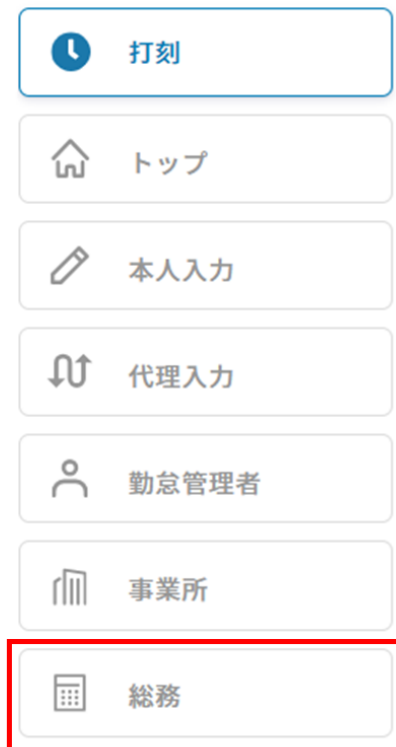 打刻
トップ
本人入力
代理入力
勤怠管理者
事業所
総務